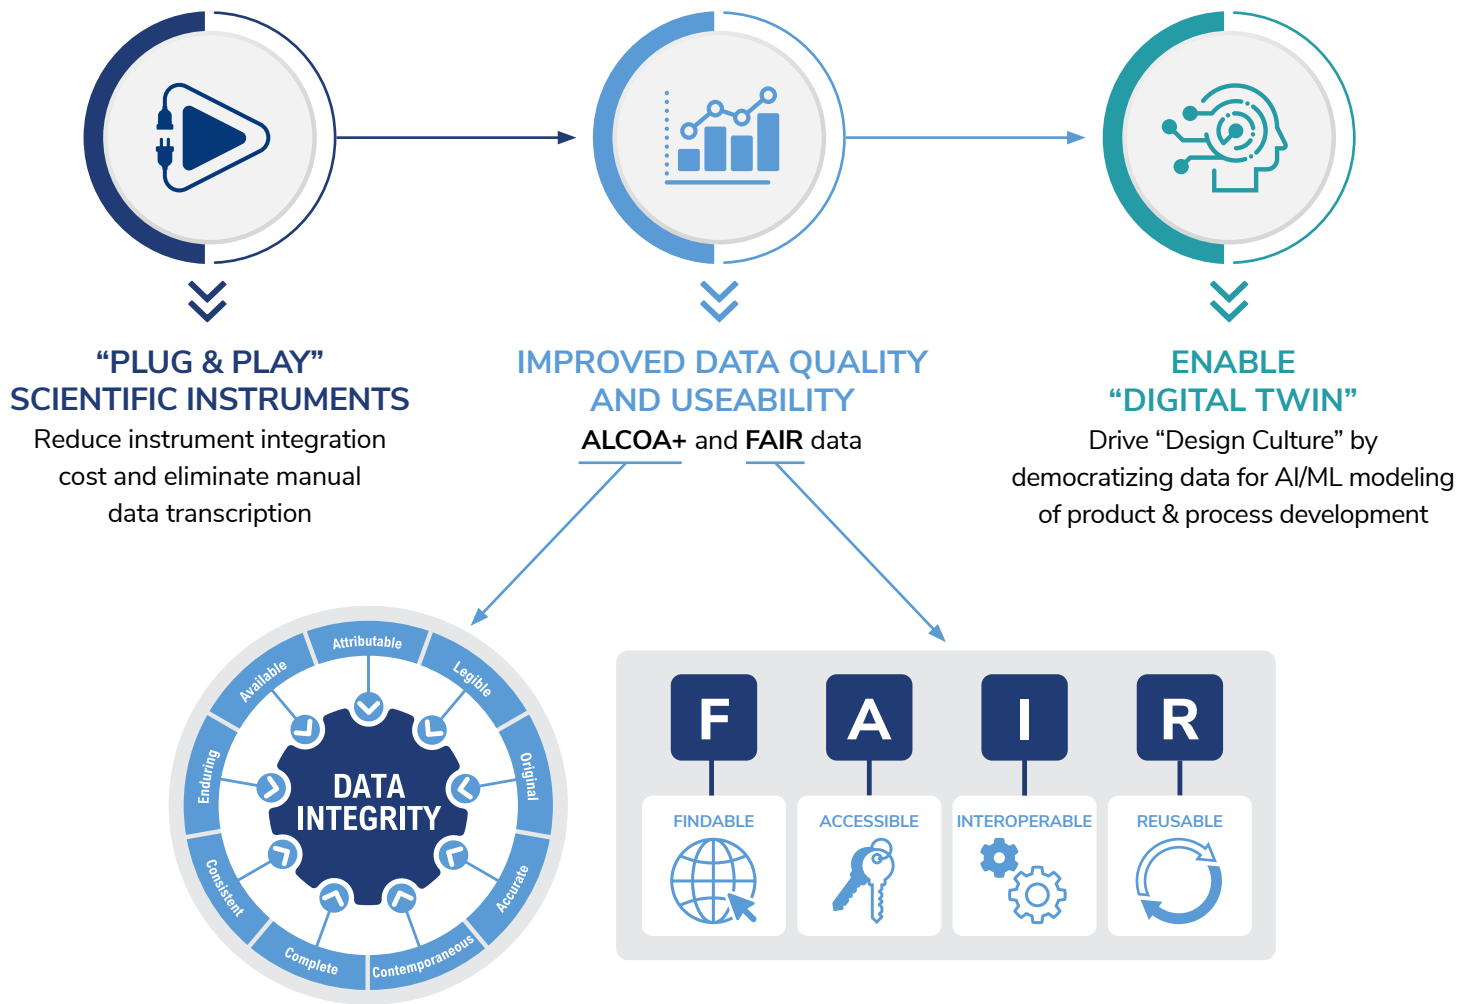 “PLUG & PLAY”
SCIENTIFIC INSTRUMENTS
Reduce instrument integration
cost and eliminate manual
data transcription
IMPROVED DATA QUALITY
AND USEABILITY
ALCOA+ and FAIR data
ENABLE
“DIGITAL TWIN”
Drive “Design Culture” by
democratizing data for AI/ML modeling
of product & process development
Attributable
Legible
Original
Accurate
Contemporaneous
Complete
Consistent
Enduring
Available
DATA
INTEGRITY
F A I R
FINDABLE
ACCESSIBLE
INTEROPERABLE
REUSABLE